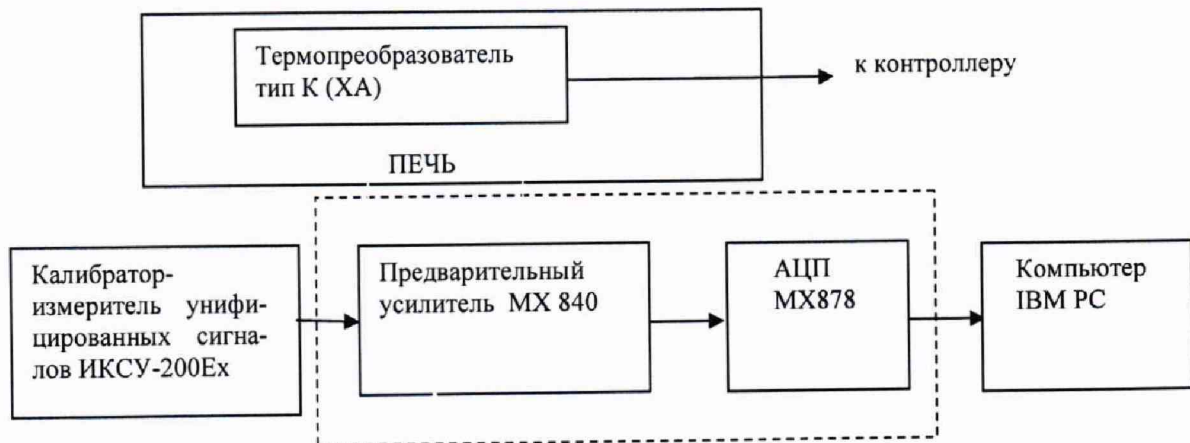 Термопреобразователь
тип К (ХА)
к контроллеру
ПЕЧЬ
Калибратор-
измеритель унифи-
цированных сигна-
лов ИКСУ-200Ех
Предварительный
усилитель МХ 840
АЦП
МХ878
Компьютер
IBM PC